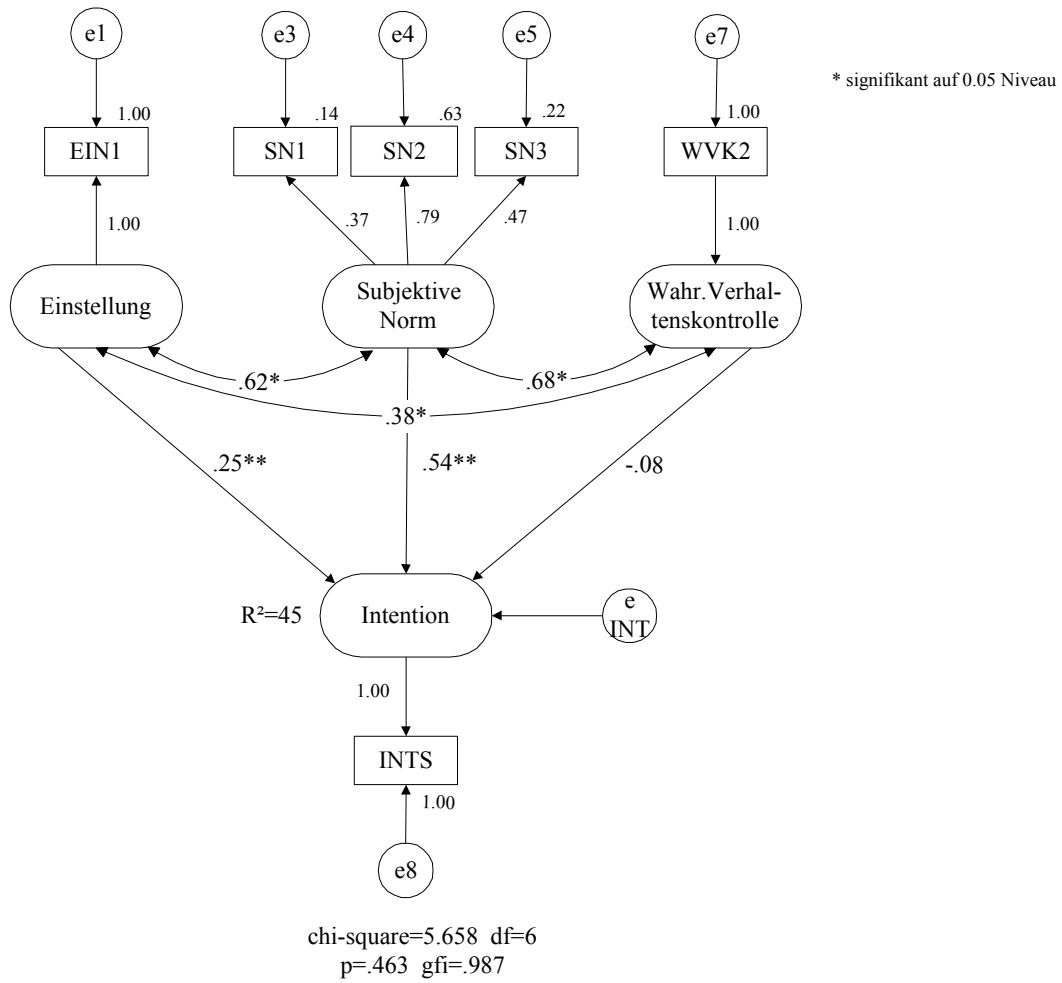 e1
e3
e4
e5
e7
* signifikant auf 0.05 Niveau
1.00
.14
.63
.22
1.00
EIN1
SN1
SN2
SN3
WVK2
1.00
.37
.79
.47
1.00
Einstellung
Subjektive
Norm
Wahr.Verhal-
tenskontrolle
.62*
.68*
.38*
.25**
.54**
-.08
R²=45
Intention
e
INT
1.00
INTS
1.00
e8
chi-square=5.658 df=6
p=.463 gfi=.987